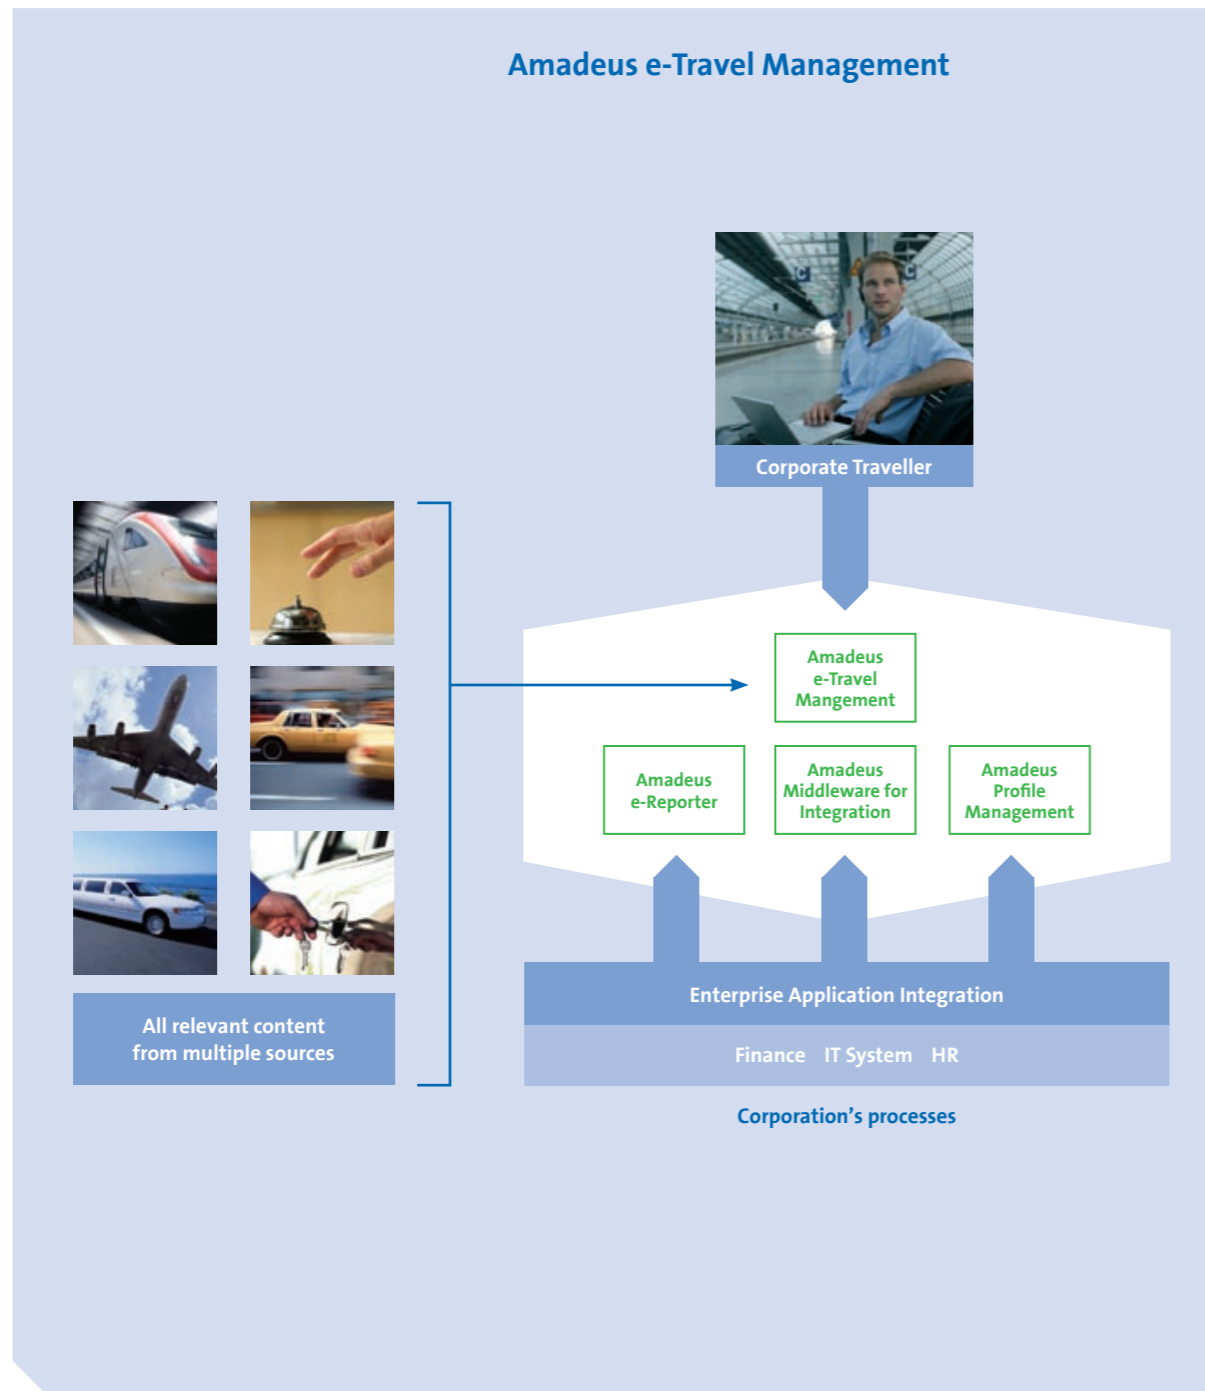 Amadeus e-Travel Management
C
C
Corporate Traveller
Amadeus
e-Travel
Mangement
Amadeus
e-Reporter
Amadeus
Middleware for
Integration
Amadeus
Profile
Management
All relevant content
from multiple sources
Enterprise Application Integration
Finance IT System HR
Corporation’s processes